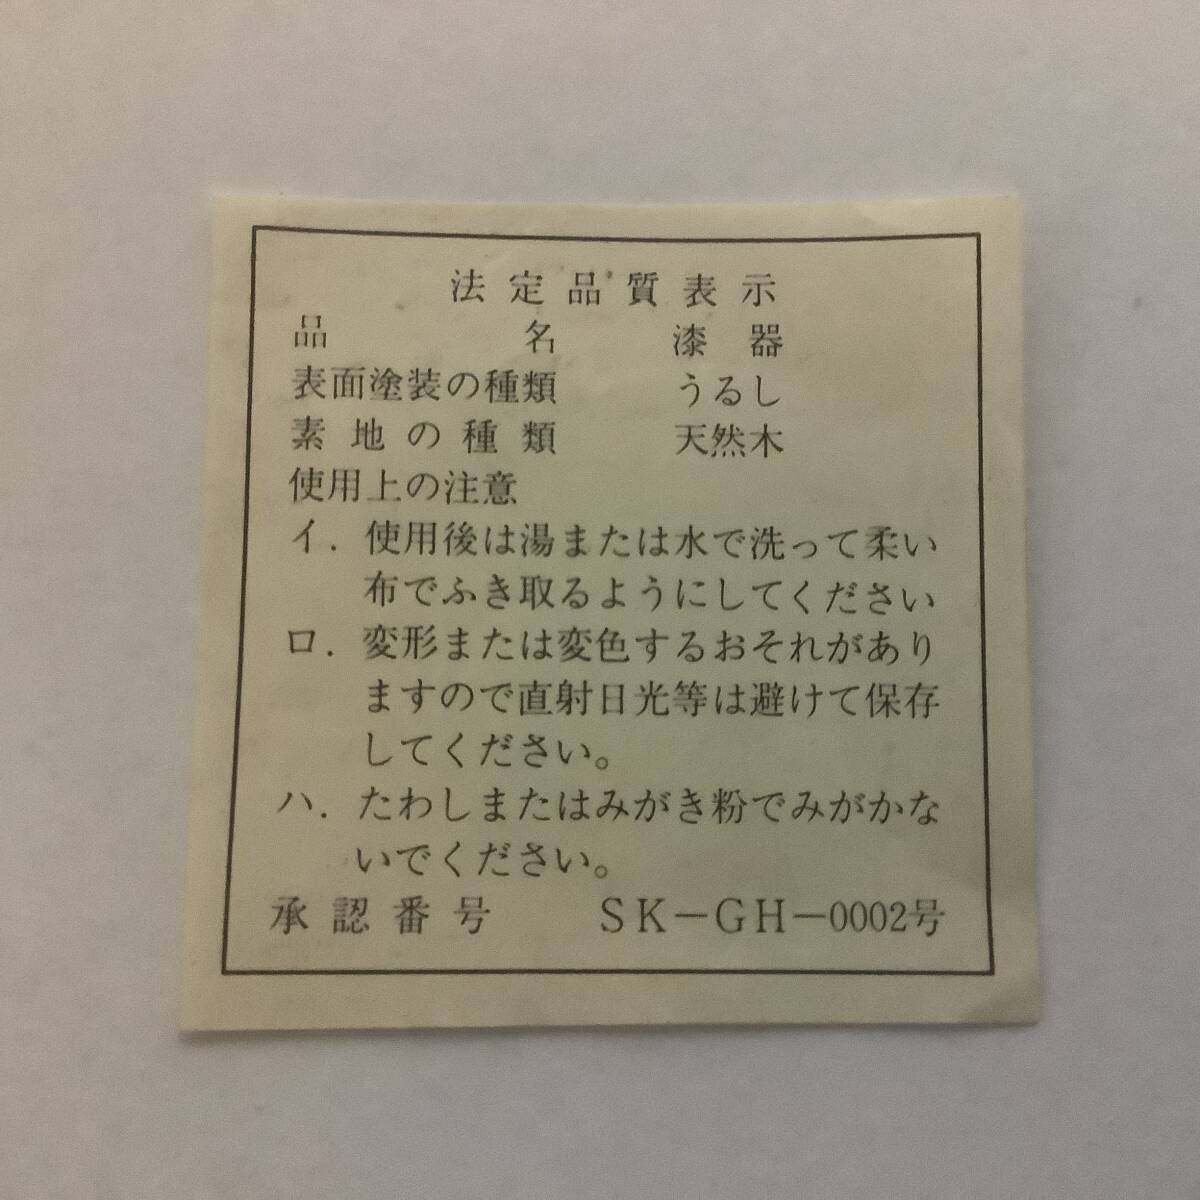 法定品質表示
品名 漆器
表面塗装の種類 うるし
素地の種類 天然木
使用上の注意
イ. 使用後は湯または水で洗って柔い
布でふき取るようにしてください
ロ. 変形または変色するおそれがあり
ますので直射日光等は避けて保存
してください。
ハ. たわしまたはみがき粉でみがかな
いでください。
承認番号 SK－GH－0002号